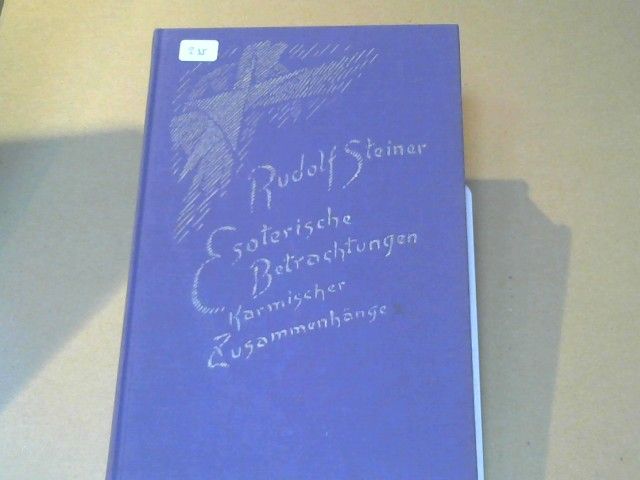 Rudolf Steiner
Esoterische
Betrachtungen
Karmischer
Zusammenhänge